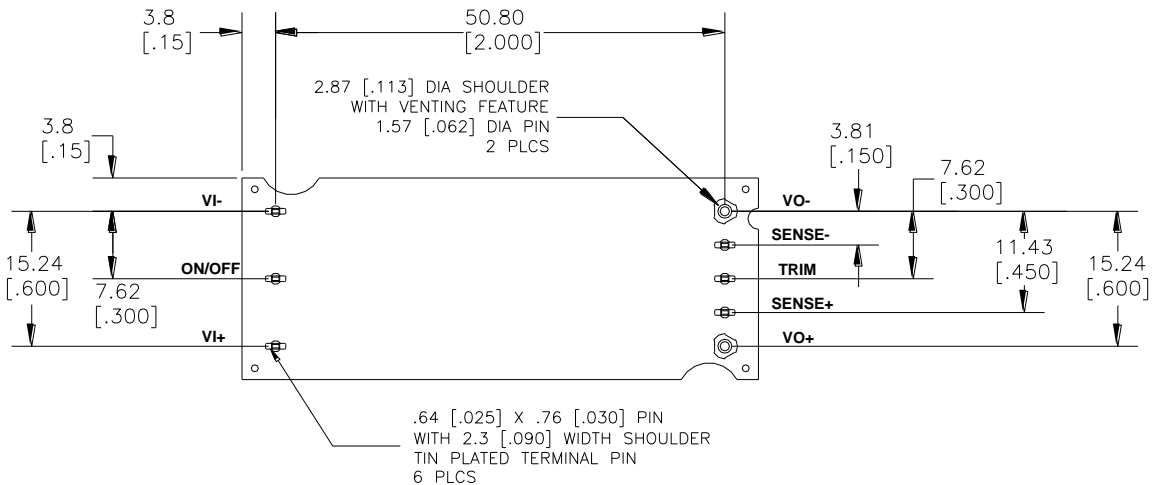 3.8
[.15]
50.80
[2.000]
2.87 [.113] DIA SHOULDER
WITH VENTING FEATURE
1.57 [.062] DIA PIN
2 PLCS
3.8
[.15]
3.81
[.150]
7.62
[.300]
VI-
VO-
SENSE-
15.24
[.600]
ON/OFF
7.62
[.300]
TRIM
11.43
[.450]
15.24
[.600]
SENSE+
VI+
VO+
.64 [.025] X .76 [.030] PIN
WITH 2.3 [.090] WIDTH SHOULDER
TIN PLATED TERMINAL PIN
6 PLCS